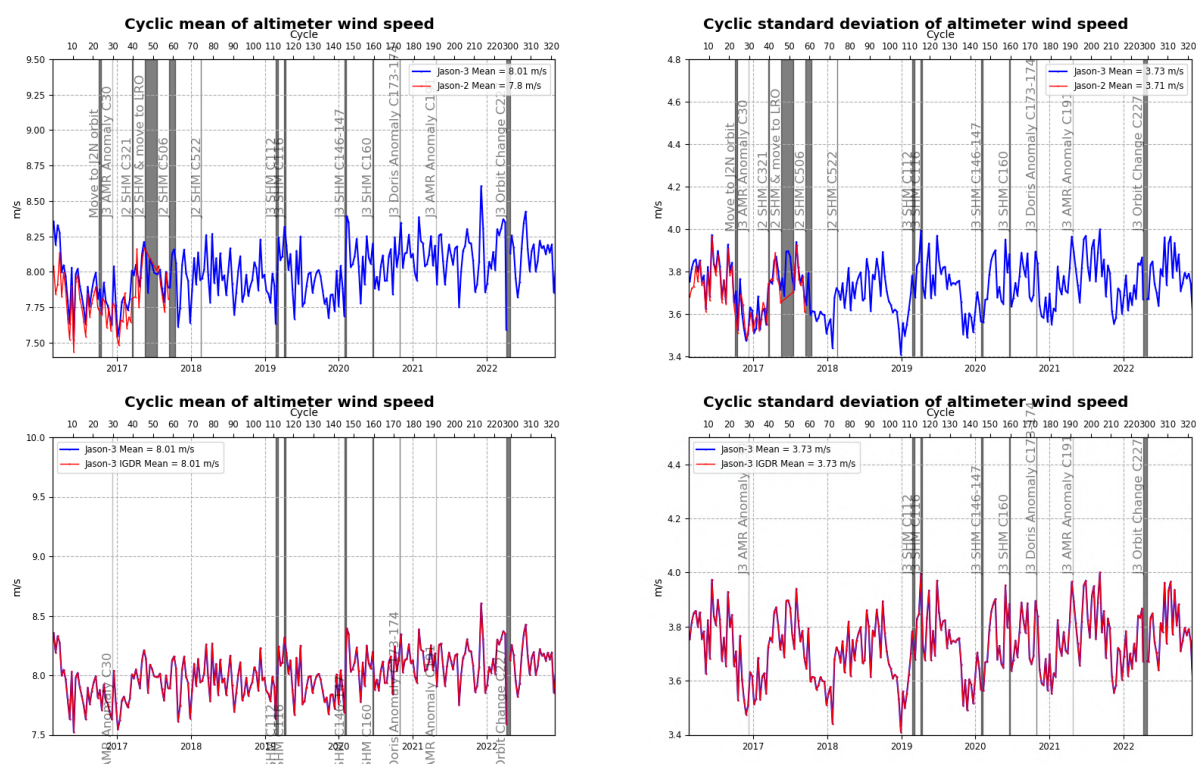 Cyclic mean of altimeter wind speed
Cycle
10 20 30 40 50 60 70 80 90 100 110 120 130 140 150 160 170 180 190 200 210 220 300 310 320
9.50
9.25
9.00
8.75
8.50
8.25
8.00
7.75
7.50
m/s
Jason-3 Mean = 8.01 m/s
Jason-2 Mean = 7.8 m/s
Move to J2N orbit
J3 AMR Anomaly C30
J2 SHM C321
J2 SHM & move to LRO
J2 SHM C506
J2 SHM C522
J3 SHM C112
J3 SHM C116
J3 SHM C146-147
J3 SHM C160
J3 Doris Anomaly C173-174
J3 AMR Anomaly
J3 Orbit Change
2017 2018 2019 2020 2021 2022
Cyclic standard deviation of altimeter wind speed
Cycle
10 20 30 40 50 60 70 80 90 100 110 120 130 140 150 160 170 180 190 200 210 220 300 310 320
4.8
4.6
4.4
4.2
4.0
3.8
3.6
3.4
m/s
Jason-3 Mean = 3.73 m/s
Jason-2 Mean = 3.71 m/s
Move to J2N orbit
J3 AMR Anomaly C30
J2 SHM C321
J2 SHM & move to LRO
J2 SHM C506
J2 SHM C522
J3 SHM C112
J3 SHM C116
J3 SHM C146-147
J3 SHM C160
J3 Doris Anomaly C173-174
J3 AMR Anomaly C191
J3 Orbit Change C227
2017 2018 2019 2020 2021 2022
Cyclic mean of altimeter wind speed
Cycle
10 20 30 40 50 60 70 80 90 100 110 120 130 140 150 160 170 180 190 200 210 220 300 310 320
10.0
9.5
9.0
8.5
8.0
7.5
m/s
Jason-3 Mean = 8.01 m/s
Jason-3 IGDR Mean = 8.01 m/s
AMR Anomaly C30
SHM C112
SHM C116
SHM
SHM C160
Doris Anomaly C173-174
AMR Anomaly
Orbit Change C227
2017 2018 2019 2020 2021 2022
Cyclic standard deviation of altimeter wind speed
Cycle
10 20 30 40 50 60 70 80 90 100 110 120 130 140 150 160 170 180 190 200 210 220 300 310 320
4.4
4.2
4.0
3.8
3.6
3.4
m/s
Jason-3 Mean = 3.73 m/s
Jason-3 IGDR Mean = 3.73 m/s
J3 AMR Anomaly
J3 SHM C112
J3 SHM C116
J3 SHM C146-147
J3 SHM C160
J3 Doris Anomaly C173-174
J3 AMR Anomaly C191
J3 Orbit Change C227
2017 2018 2019 2020 2021 2022